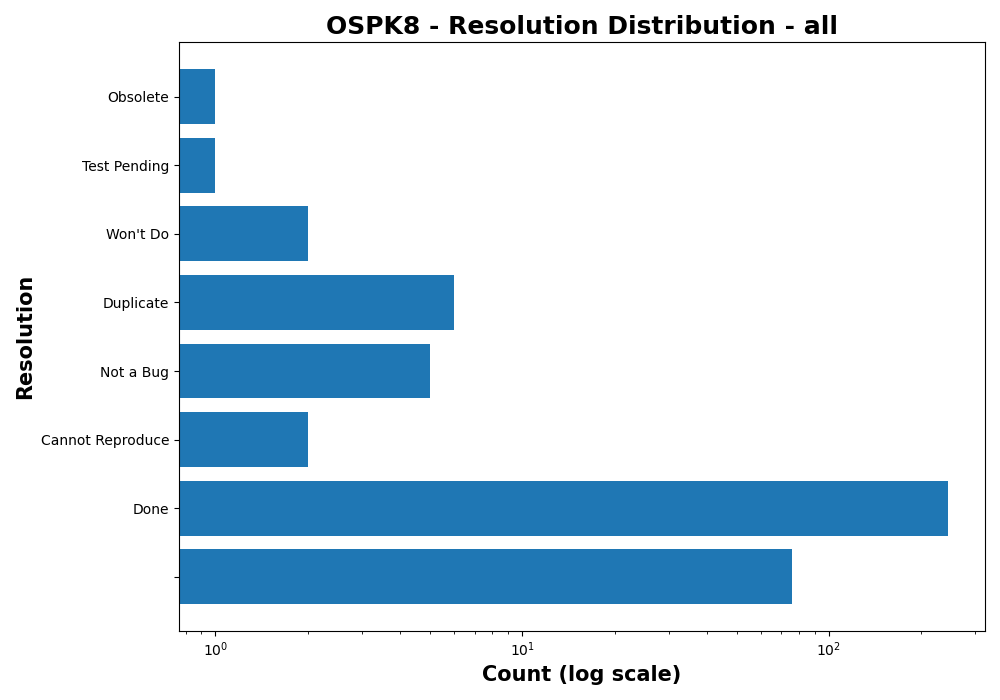 OSPK8 - Resolution Distribution - all
Resolution
Obsolete
Test Pending
Won't Do
Duplicate
Not a Bug
Cannot Reproduce
Done
10⁰ 10¹ 10²
Count (log scale)